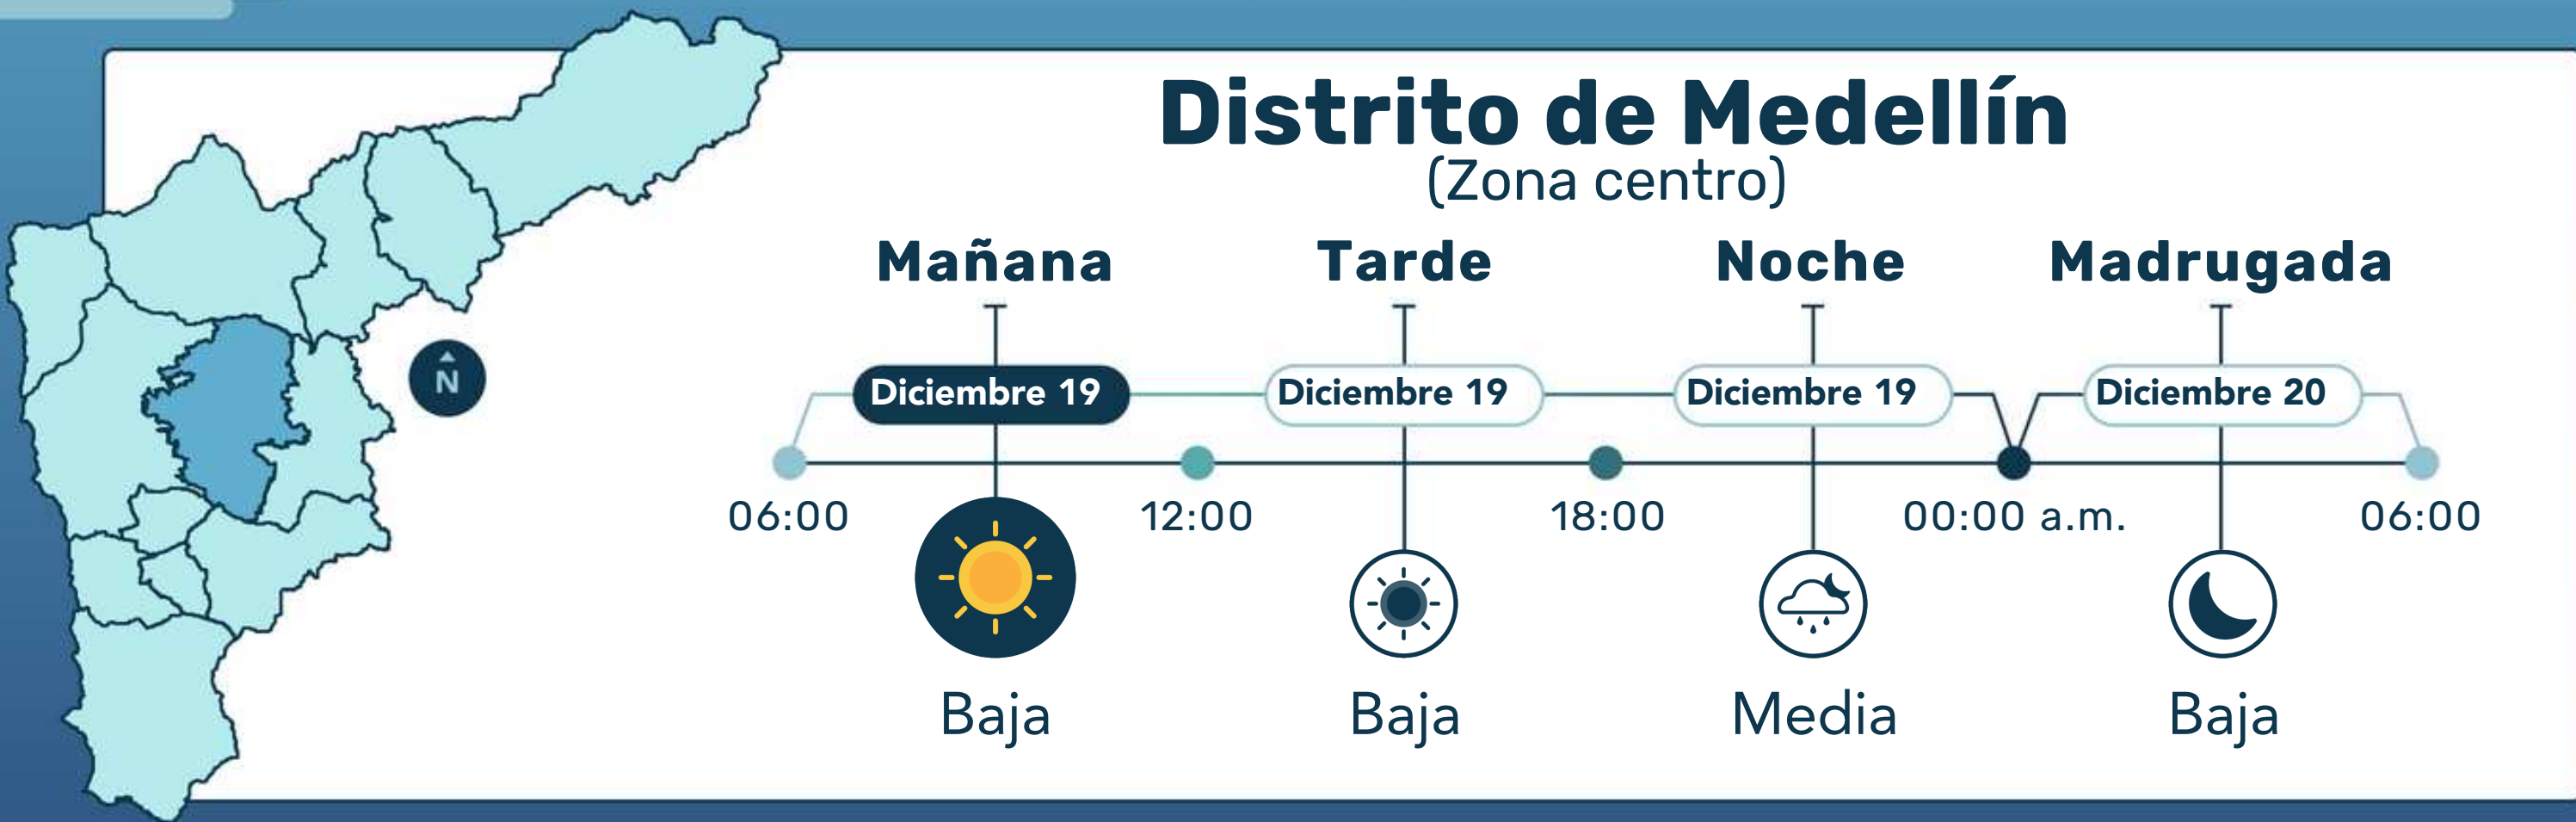 Distrito de Medellín
(Zona centro)
Mañana Tarde Noche Madrugada
Diciembre 19 Diciembre 19 Diciembre 19 Diciembre 20
N
06:00 12:00 18:00 00:00 a.m. 06:00
Baja Baja Media Baja